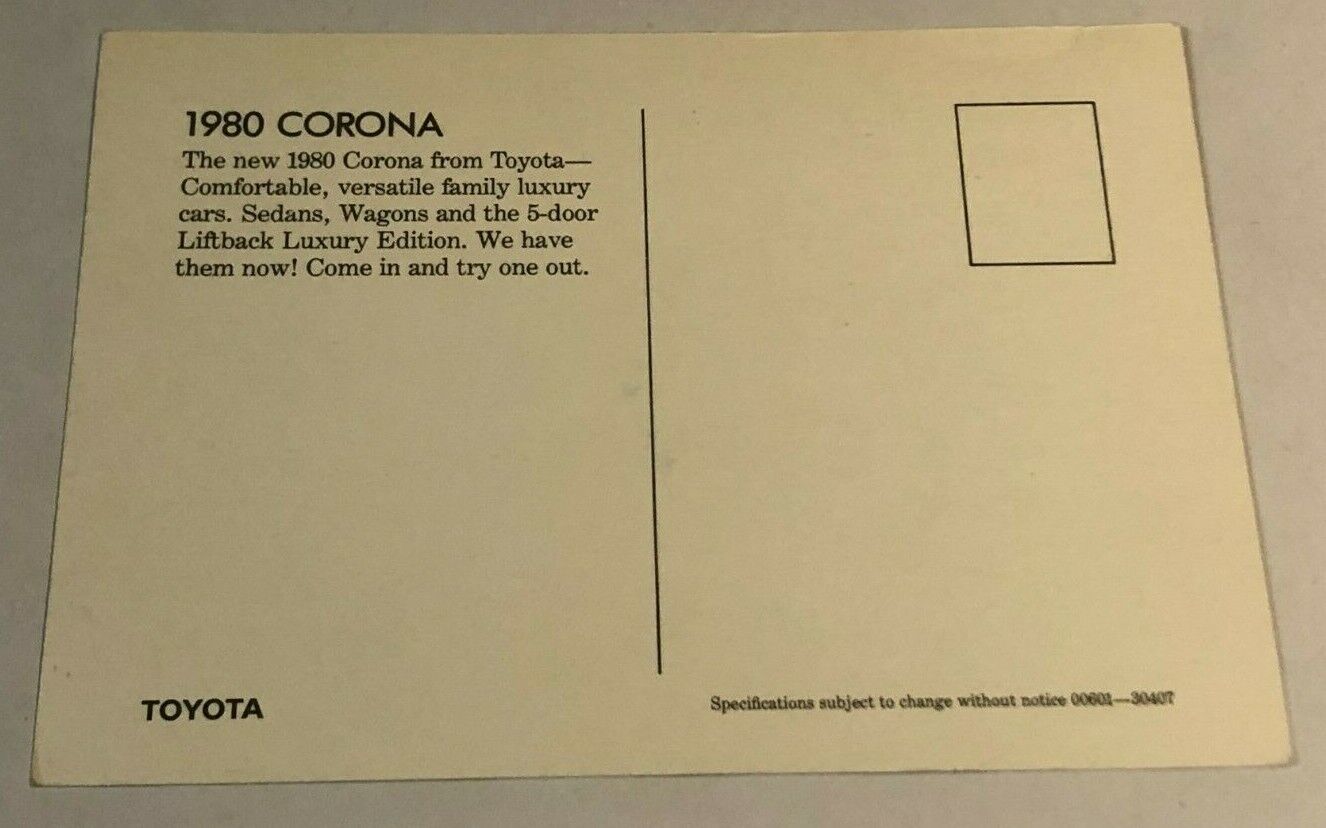 1980 CORONA
The new 1980 Corona from Toyota—
Comfortable, versatile family luxury
cars. Sedans, Wagons and the 5-door
Liftback Luxury Edition. We have
them now! Come in and try one out.
TOYOTA
Specifications subject to change without notice 00601—30407